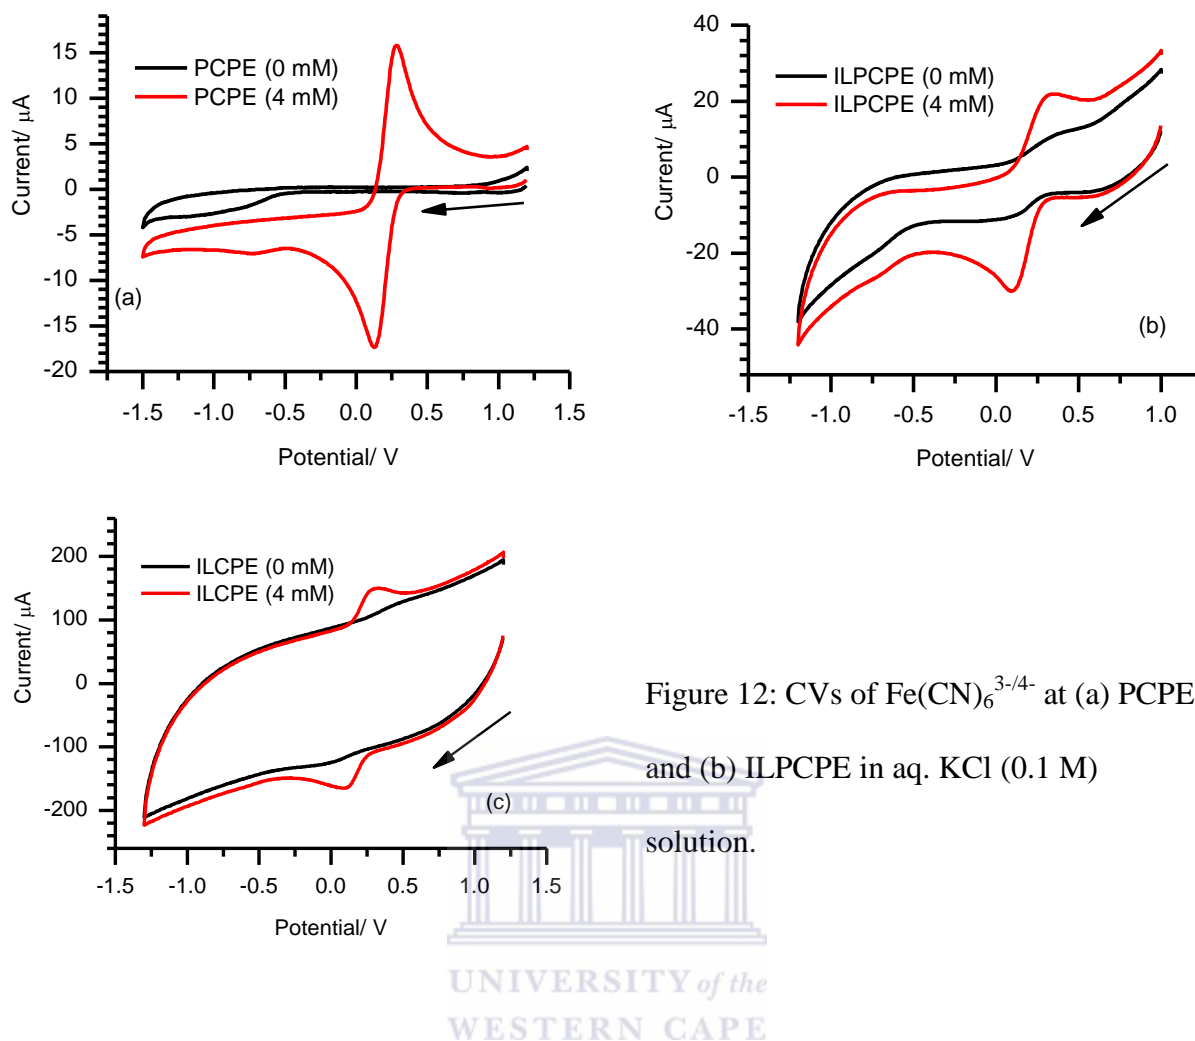 PCPE (0 mM)
PCPE (4 mM)
15
10
5
0
-5
-10
-15
-20
Current/ μA
(a)
-1.5 -1.0 -0.5 0.0 0.5 1.0 1.5
Potential/ V
ILPCPE (0 mM)
ILPCPE (4 mM)
40
20
0
-20
-40
Current/ μA
(b)
-1.5 -1.0 -0.5 0.0 0.5 1.0
Potential/ V
ILCPE (0 mM)
ILCPE (4 mM)
200
100
0
-100
-200
Current/ μA
(c)
-1.5 -1.0 -0.5 0.0 0.5 1.0 1.5
Potential/ V
Figure 12: CVs of Fe(CN)₆³⁻/⁴⁻ at (a) PCPE
and (b) ILPCPE in aq. KCl (0.1 M)
solution.
UNIVERSITY of the
WESTERN CAPE